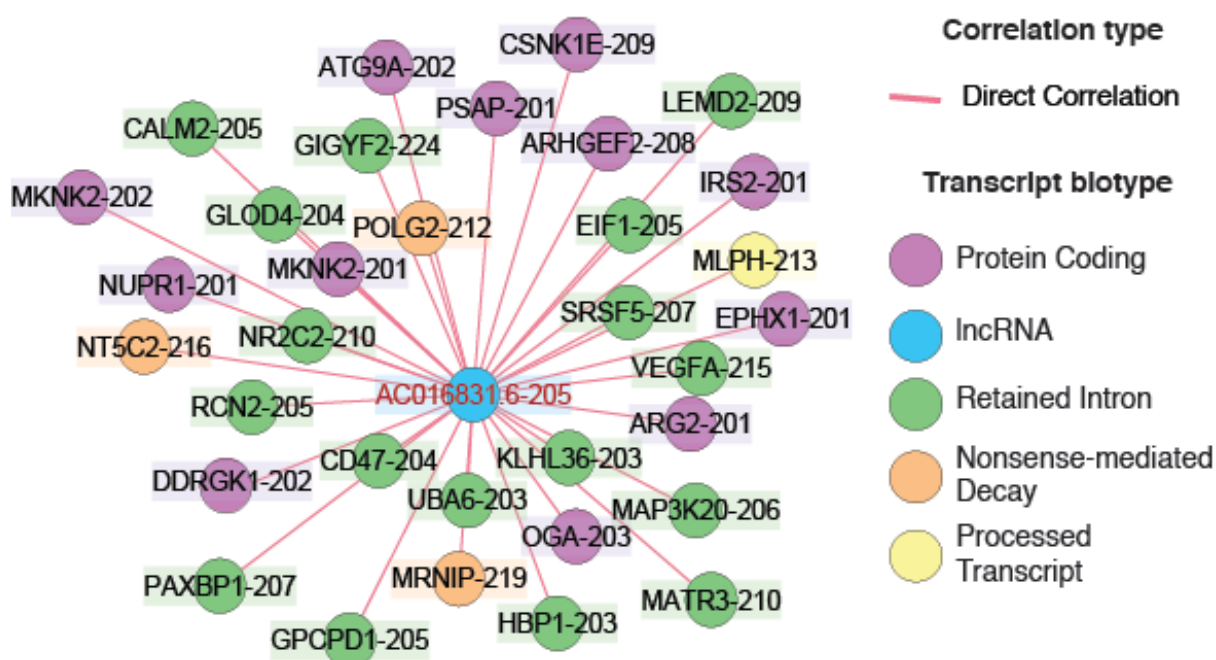 CSNK1E-209
ATG9A-202
PSAP-201
LEMD2-209
CALM2-205
GIGYF2-224
ARHGEF2-208
MKNK2-202
IRS2-201
GLOD4-204
POLG2-212
EIF1-205
MKNK2-201
MLPH-213
NUPR1-201
SRSF5-207
EPHX1-201
NR2C2-210
NT5C2-216
VEGFA-215
AC016831.6-205
RCN2-205
ARG2-201
CD47-204
KLHL36-203
DDRGK1-202
UBA6-203
MAP3K20-206
OGA-203
PAXBP1-207
MRNIP-219
MATR3-210
HBP1-203
GPCPD1-205
Correlation type
Direct Correlation
Transcript biotype
Protein Coding
lncRNA
Retained Intron
Nonsense-mediated
Decay
Processed
Transcript